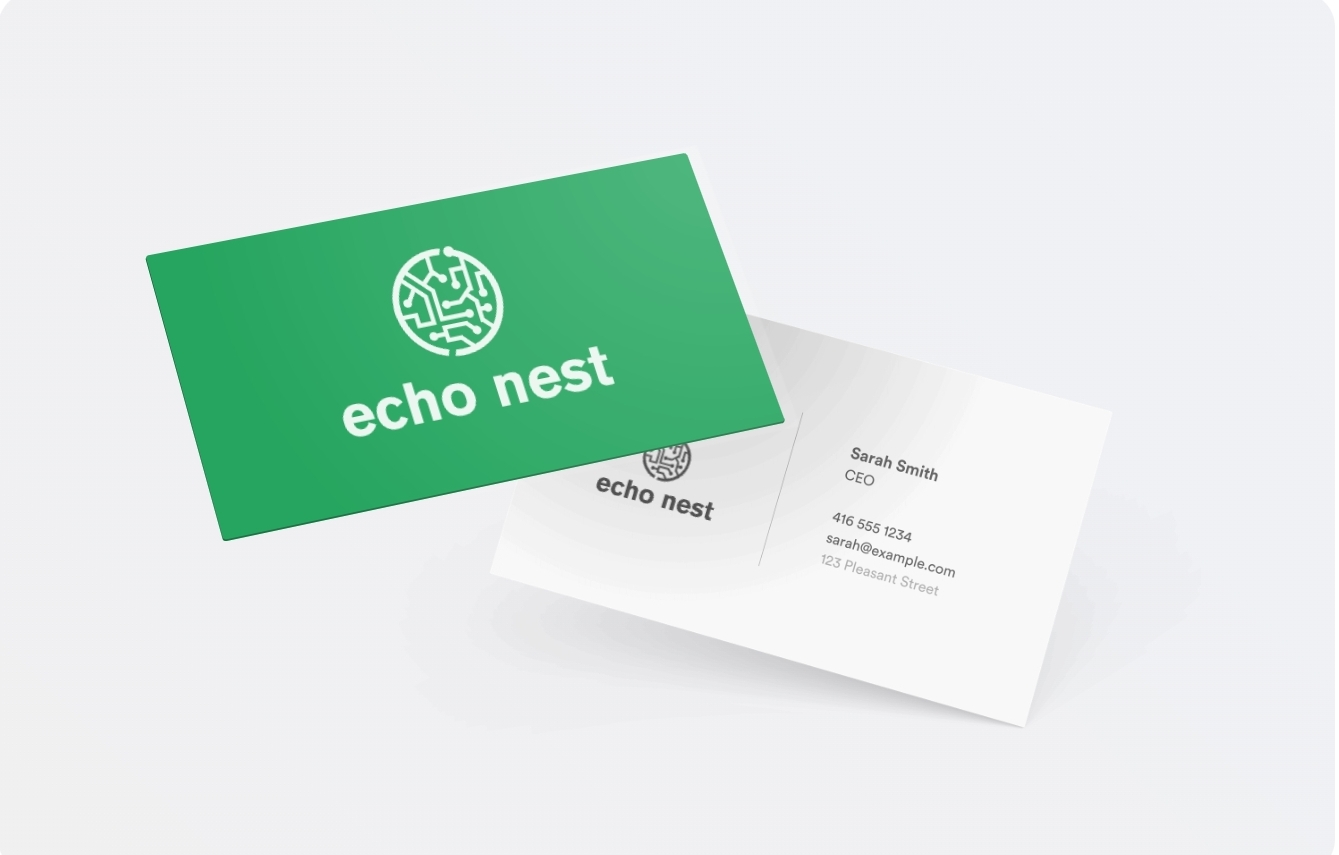 echo nest
echo nest
Sarah Smith
CEO
416 555 1234
sarah@example.com
123 Pleasant Street